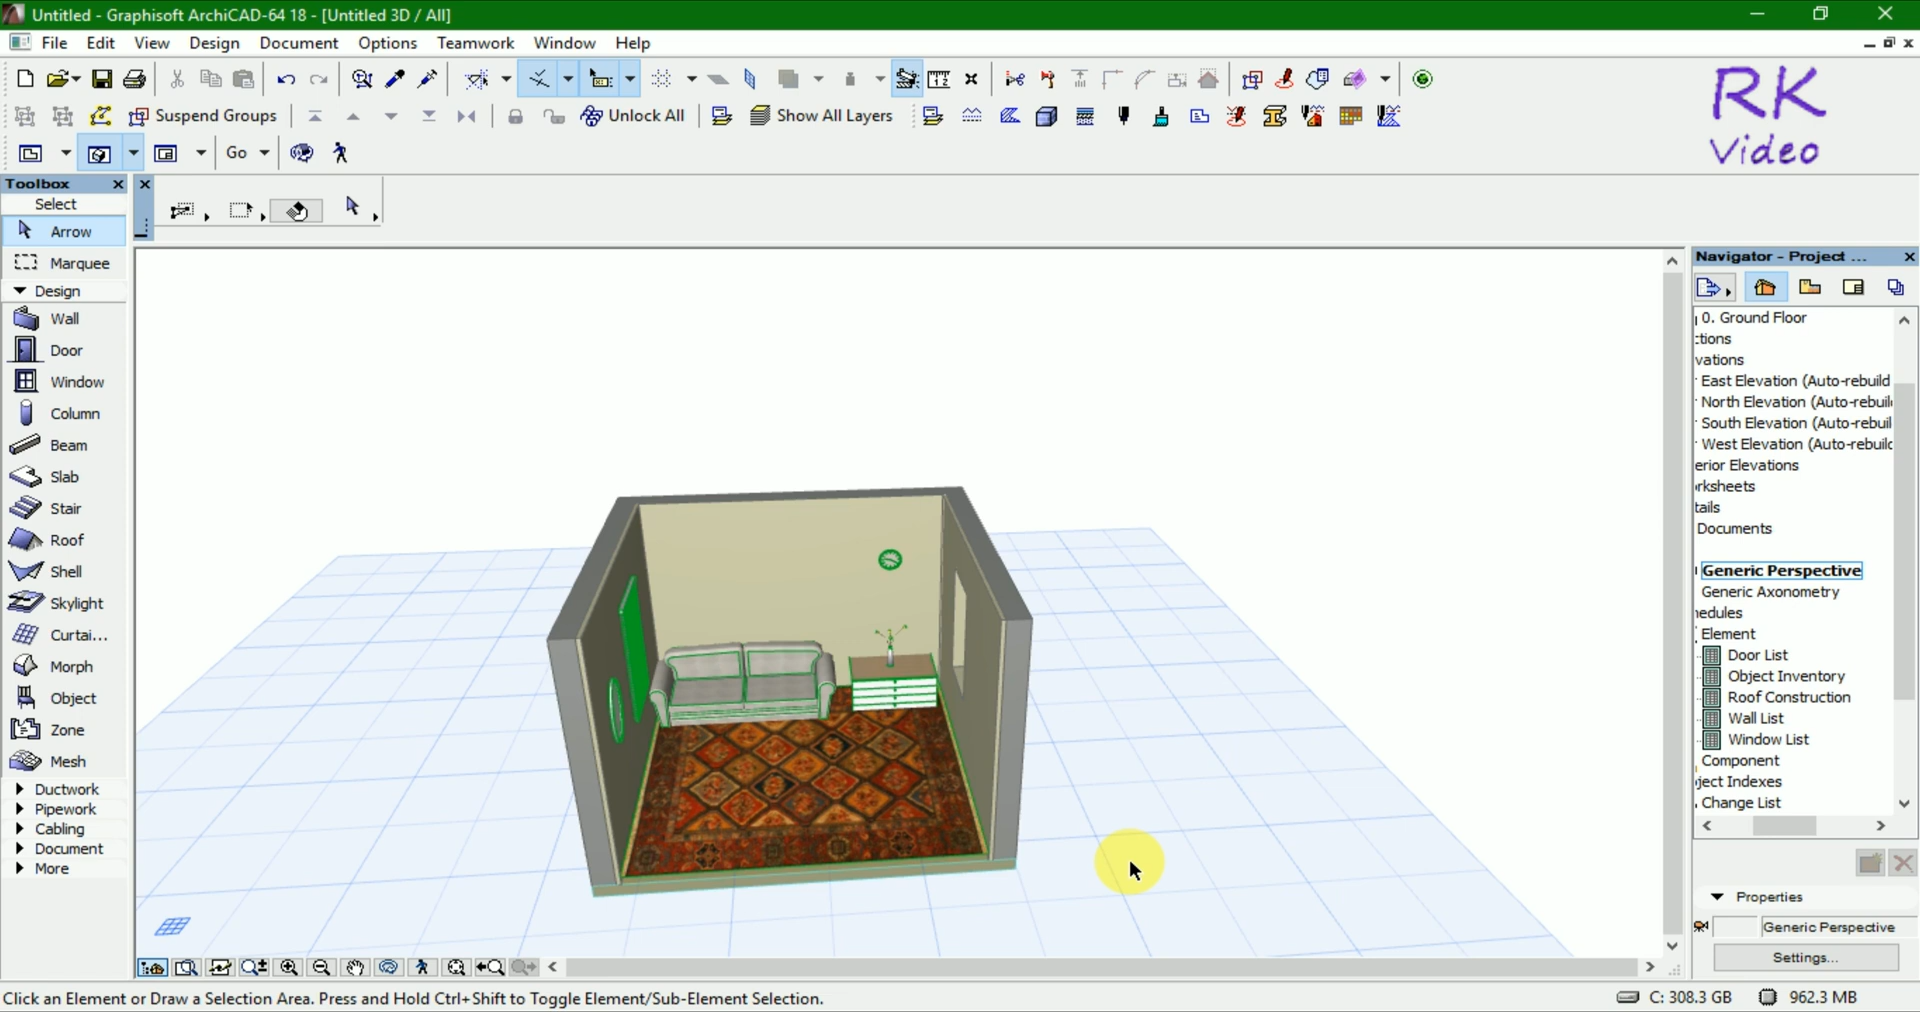 Untitled - Graphisoft ArchiCAD-64 18 - [Untitled 3D / All]
File Edit View Design Document Options Teamwork Window Help
Suspend Groups Unlock All Show All Layers
Go
RK
Video
Toolbox
Select
Arrow
Marquee
Design
Wall
Door
Window
Column
Beam
Slab
Stair
Roof
Shell
Skylight
Curtai...
Morph
Object
Zone
Mesh
Ductwork
Pipework
Cabling
Document
More
Navigator - Project ...
0. Ground Floor
tions
vations
East Elevation (Auto-rebuild
North Elevation (Auto-rebuil
South Elevation (Auto-rebuil
West Elevation (Auto-rebuilc
erior Elevations
rksheets
tails
Documents
Generic Perspective
Generic Axonometry
edules
Element
Door List
Object Inventory
Roof Construction
Wall List
Window List
Component
ject Indexes
Change List
Properties
Generic Perspective
Settings...
Click an Element or Draw a Selection Area. Press and Hold Ctrl+Shift to Toggle Element/Sub-Element Selection.
C: 308.3 GB 962.3 MB